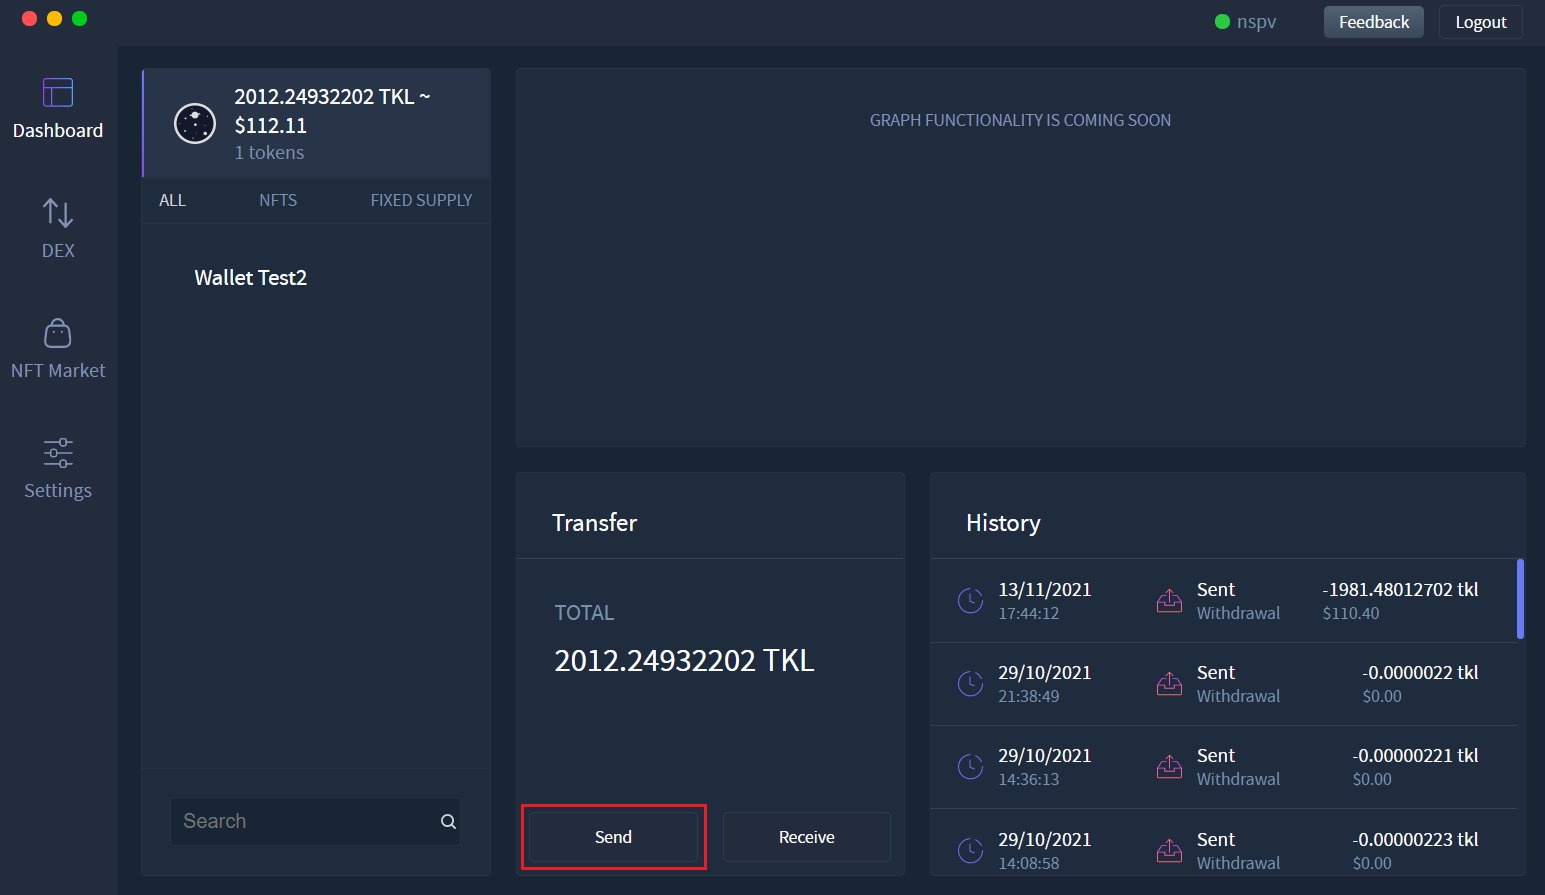 nspv
Feedback
Logout
Dashboard
DEX
NFT Market
Settings
2012.24932202 TKL ~
$112.11
1 tokens
ALL NFTS FIXED SUPPLY
Wallet Test2
Search
GRAPH FUNCTIONALITY IS COMING SOON
Transfer
TOTAL
2012.24932202 TKL
Send
Receive
History
13/11/2021 Sent -1981.48012702 tkl
17:44:12 Withdrawal $110.40
29/10/2021 Sent -0.0000022 tkl
21:38:49 Withdrawal $0.00
29/10/2021 Sent -0.00000221 tkl
14:36:13 Withdrawal $0.00
29/10/2021 Sent -0.00000223 tkl
14:08:58 Withdrawal $0.00